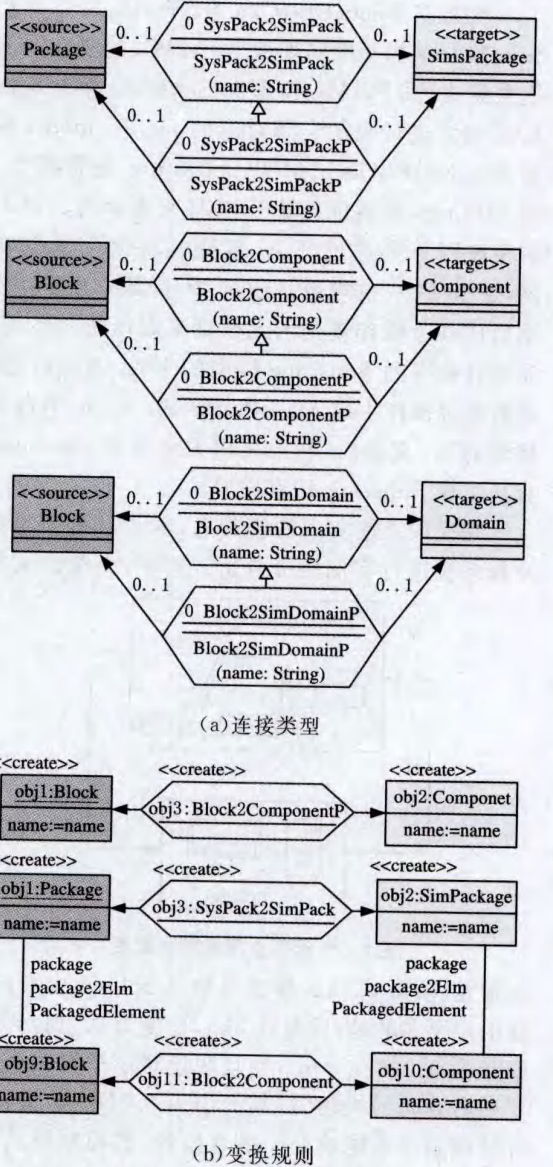 <<source>>
Package
0..1
0 SysPack2SimPack
SysPack2SimPack
(name: String)
0..1
<<target>>
SimsPackage
0..1
0 SysPack2SimPackP
SysPack2SimPackP
(name: String)
0..1
<<source>>
Block
0..1
0 Block2Component
Block2Component
(name: String)
0..1
<<target>>
Component
0..1
0 Block2ComponentP
Block2ComponentP
(name: String)
0..1
<<source>>
Block
0..1
0 Block2SimDomain
Block2SimDomain
(name: String)
0..1
<<target>>
Domain
0..1
0 Block2SimDomainP
Block2SimDomainP
(name: String)
0..1
(a)连接类型
<<create>>
obj1:Block
name:=name
<<create>>
obj3:Block2ComponentP
<<create>>
obj2:Componet
name:=name
<<create>>
obj1:Package
name:=name
<<create>>
obj3:SysPack2SimPack
<<create>>
obj2:SimPackage
name:=name
package
package2Elm
PackagedElement
package
package2Elm
PackagedElement
<<create>>
obj9:Block
name:=name
<<create>>
obj11:Block2Component
<<create>>
obj10:Component
name:=name
(b)变换规则